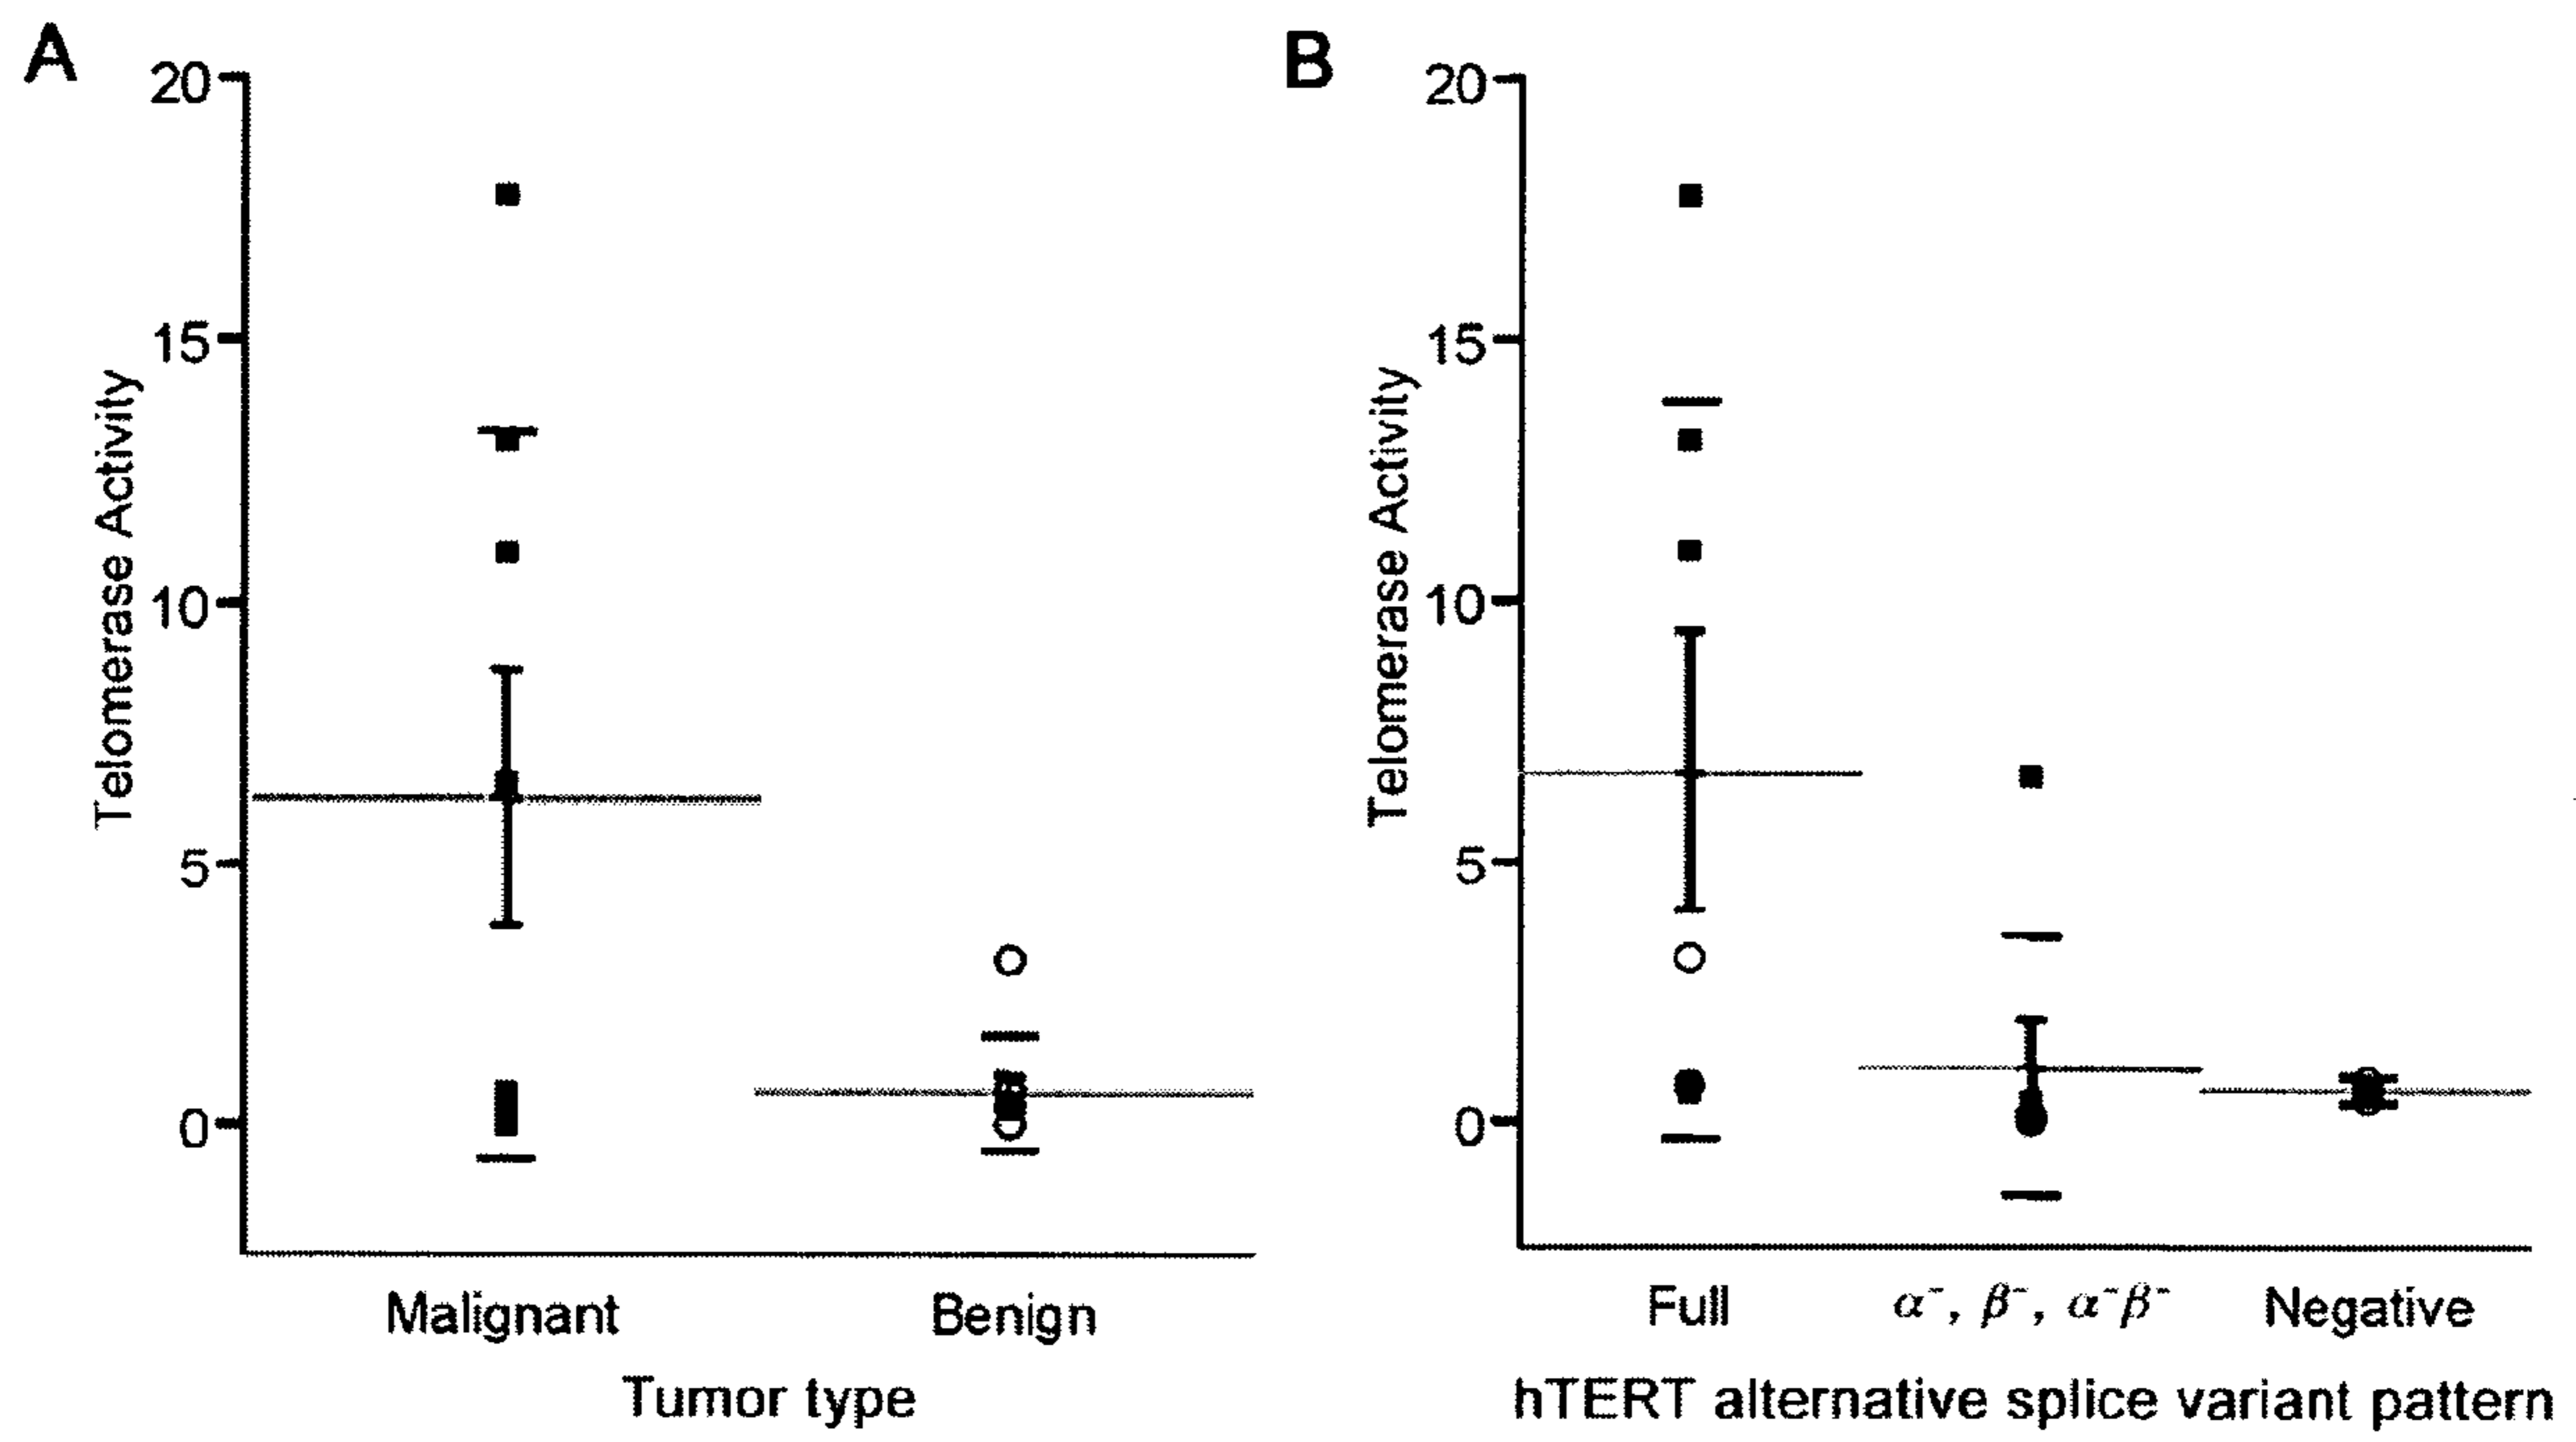 A
20
15
10
5
0
Telomerase Activity
Malignant
Benign
Tumor type
B
20
15
10
5
0
Telomerase Activity
Full
α⁻, β⁻, α⁻β⁻
Negative
hTERT alternative splice variant pattern